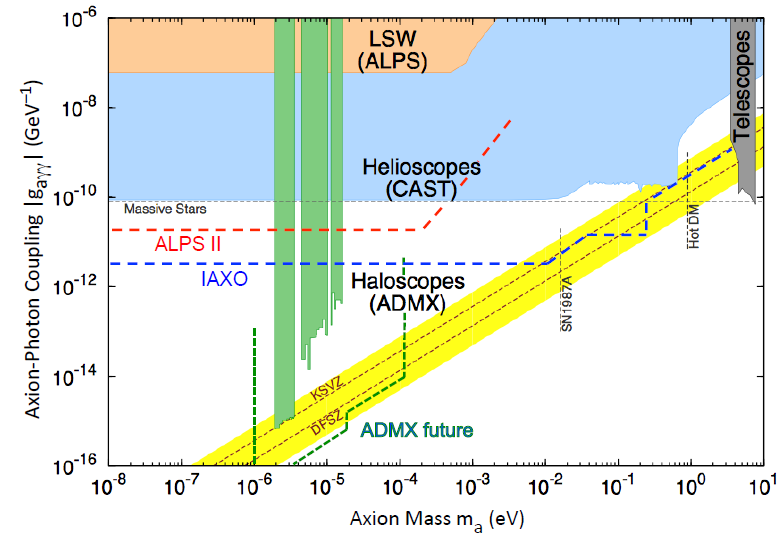 LSW
(ALPS)
Telescopes
Helioscopes
(CAST)
Massive Stars
ALPS II
IAXO
Haloscopes
(ADMX)
Hot DM
SN1987A
KSVZ
DFSZ
ADMX future
Axion-Photon Coupling |g_aγγ| (GeV⁻¹)
10⁻⁶
10⁻⁸
10⁻¹⁰
10⁻¹²
10⁻¹⁴
10⁻¹⁶
10⁻⁸ 10⁻⁷ 10⁻⁶ 10⁻⁵ 10⁻⁴ 10⁻³ 10⁻² 10⁻¹ 10⁰ 10¹
Axion Mass m_a (eV)